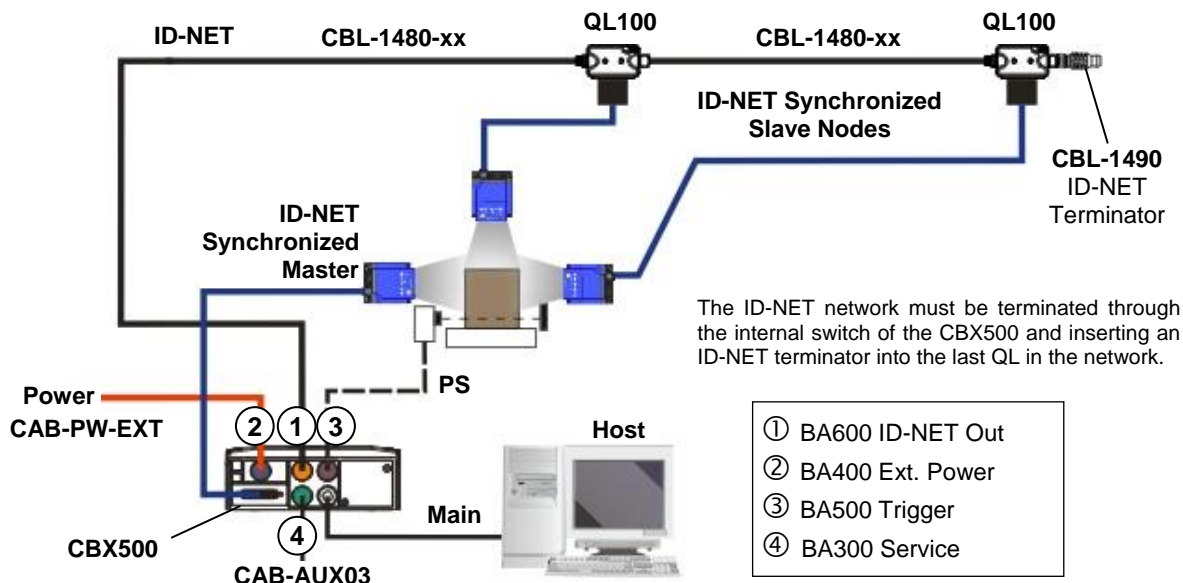 QL100
QL100
ID-NET
CBL-1480-xx
CBL-1480-xx
ID-NET Synchronized
Slave Nodes
CBL-1490
ID-NET
Terminator
ID-NET
Synchronized
Master
The ID-NET network must be terminated through
the internal switch of the CBX500 and inserting an
ID-NET terminator into the last QL in the network.
PS
Power
CAB-PW-EXT
2
1
3
Host
Main
CBX500
4
CAB-AUX03
① BA600 ID-NET Out
② BA400 Ext. Power
③ BA500 Trigger
④ BA300 Service